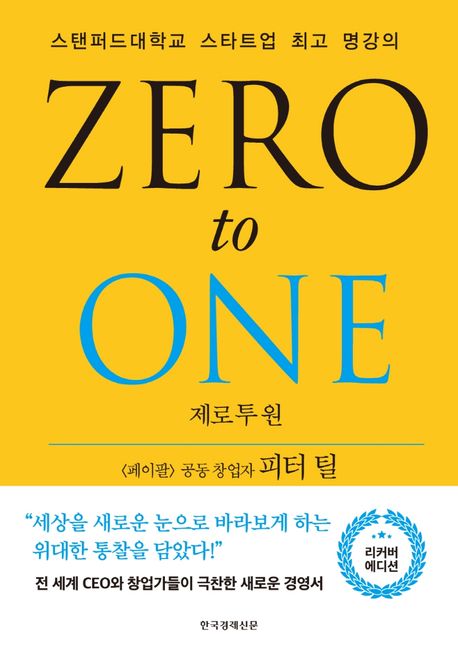 스탠퍼드대학교 스타트업 최고 명강의
ZERO
to
ONE
제로 투 원
〈페이팔〉 공동 창업자 피터 틸
“세상을 새로운 눈으로 바라보게 하는
위대한 통찰을 담았다!”
전 세계 CEO와 창업가들이 극찬한 새로운 경영서
리커버
에디션
한국경제신문